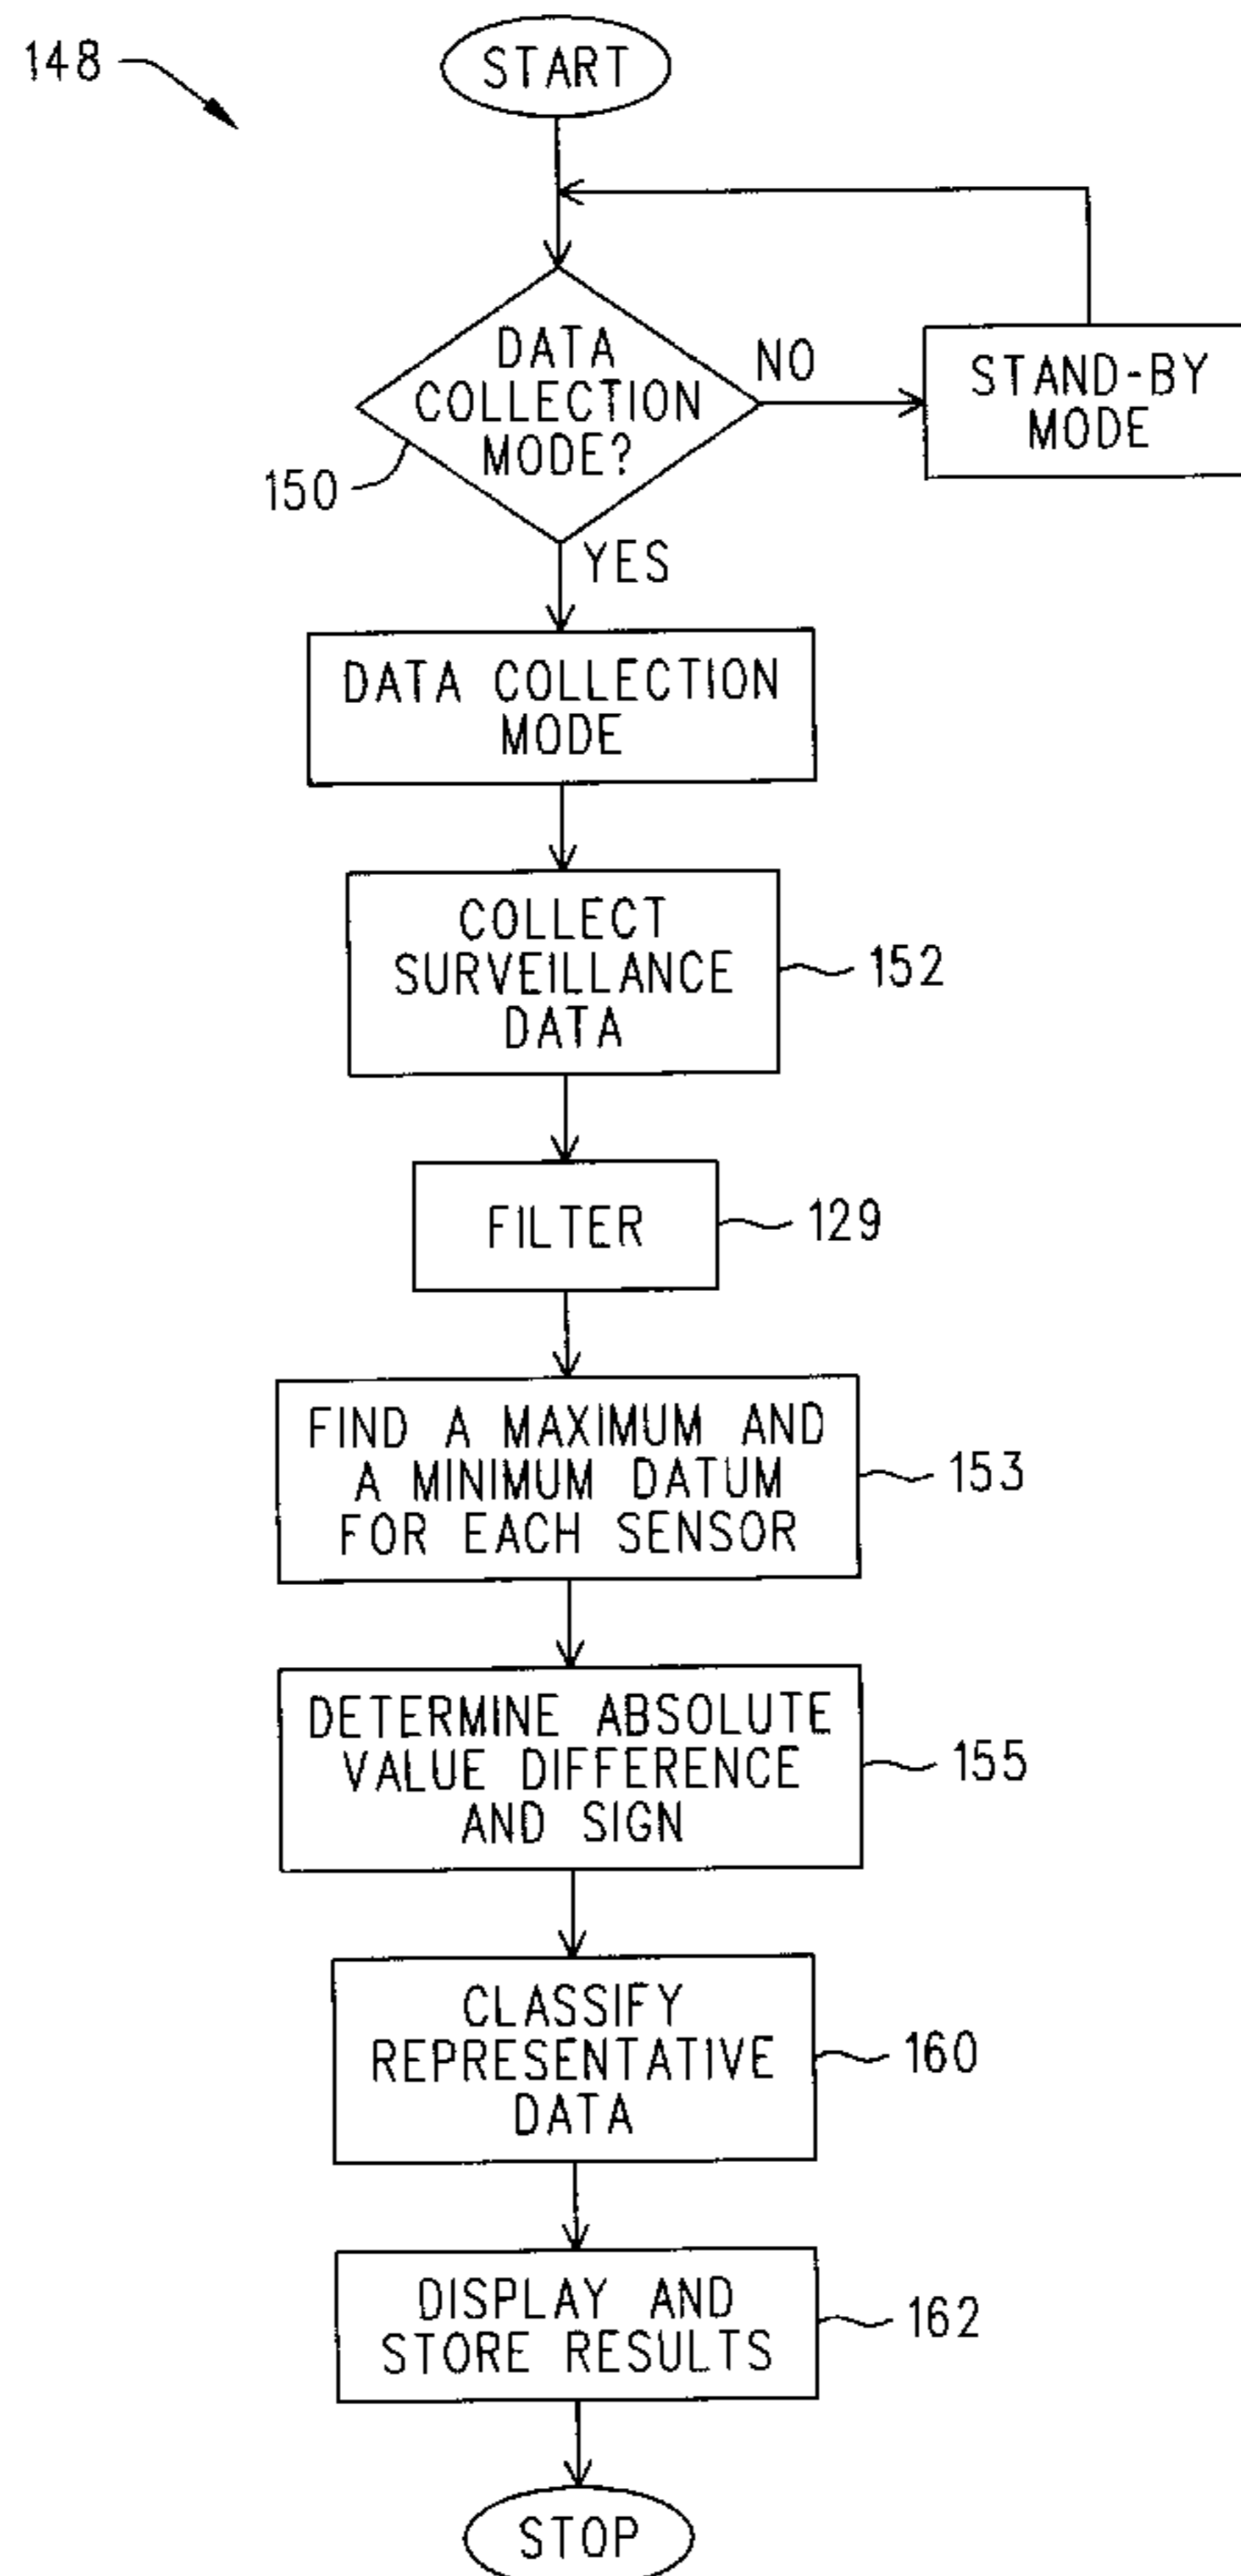 148
START
DATA
COLLECTION
MODE?
NO
STAND-BY
MODE
150
YES
DATA COLLECTION
MODE
COLLECT
SURVEILLANCE
DATA
152
FILTER
129
FIND A MAXIMUM AND
A MINIMUM DATUM
FOR EACH SENSOR
153
DETERMINE ABSOLUTE
VALUE DIFFERENCE
AND SIGN
155
CLASSIFY
REPRESENTATIVE
DATA
160
DISPLAY AND
STORE RESULTS
162
STOP